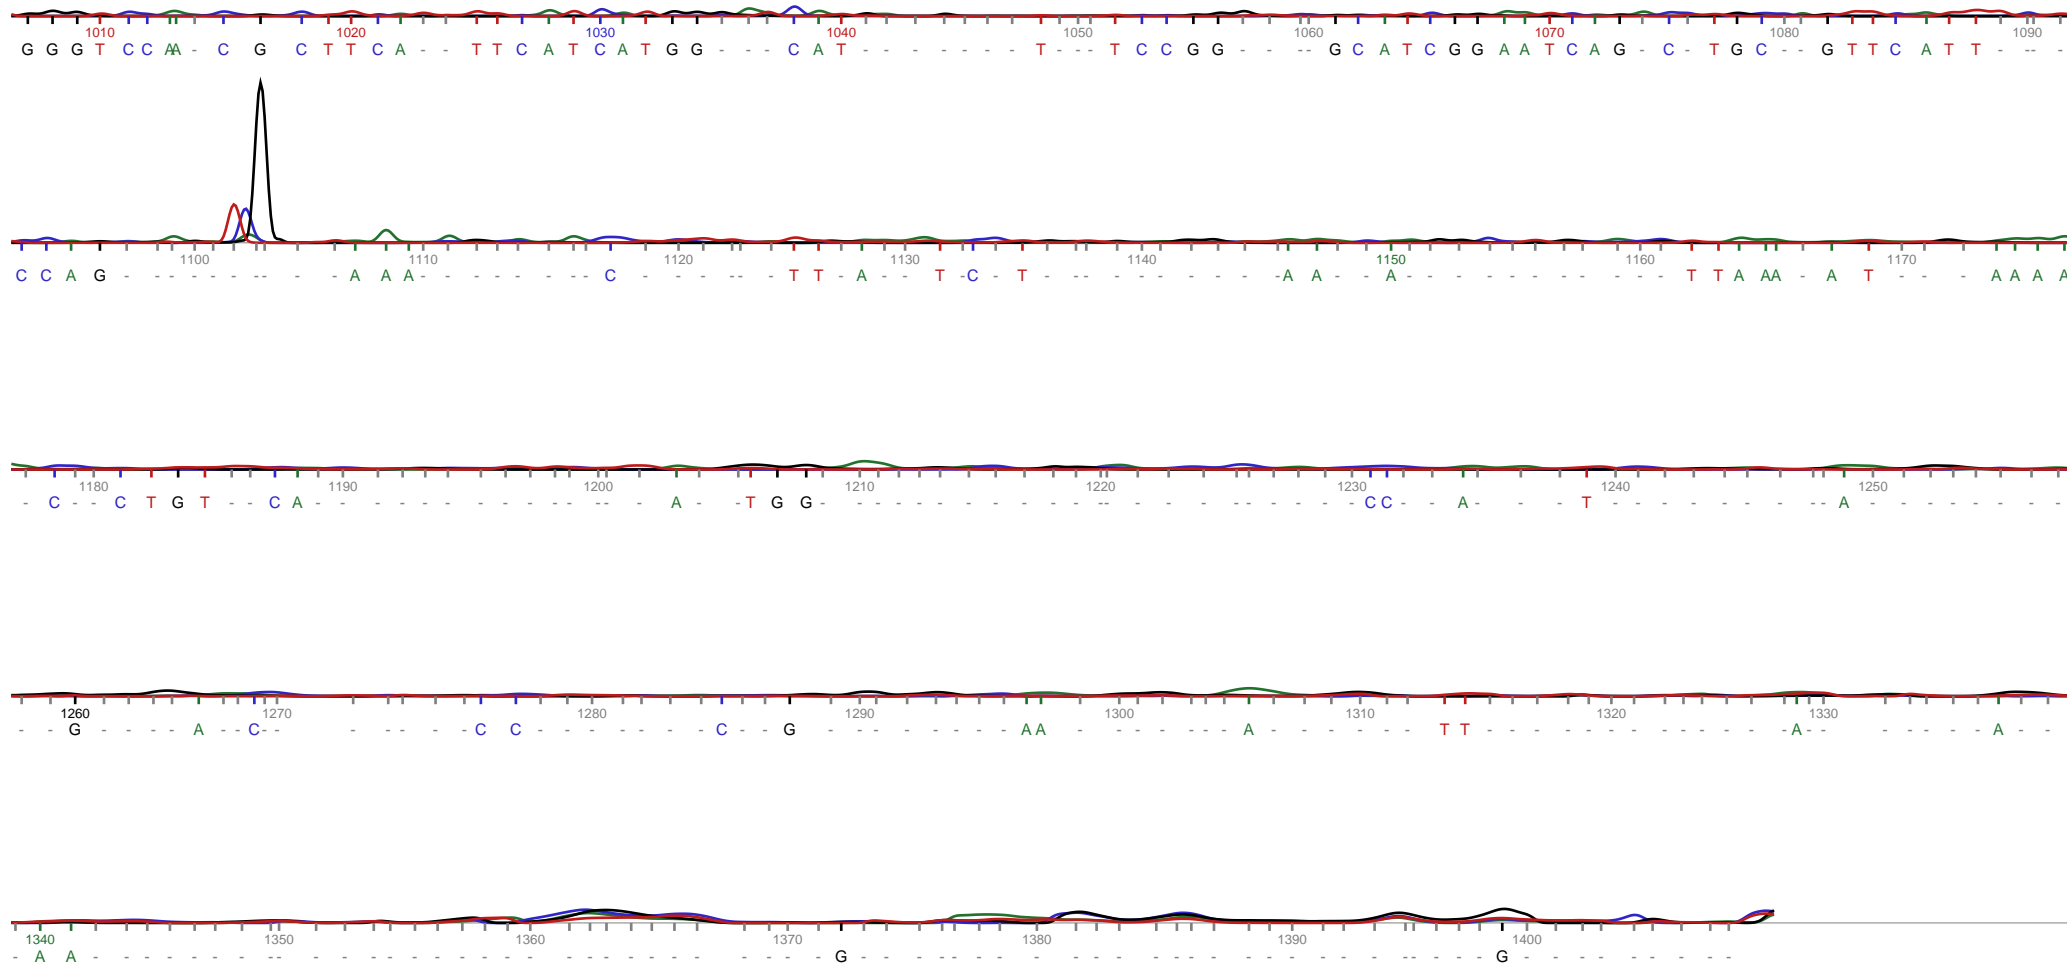 1010 1020 1030 1040 1050 1060 1070 1080 1090
G G G T C C A A - C G C T T C A - - T T C A T C A T G G - - - C A T - - - - - - - T - - - T C C G G - - - - G C A T C G G A A T C A G - C - T G C - - G T T C A T T - - - -
1100 1110 1120 1130 1140 1150 1160 1170
C C A G - - - - - - - - - - A A A - - - - - - - - C - - - - - - - - T T - A - - T - C - T - - - - - - - - - A A - - A - - - - - - - - - - - T T A A A - A T - - - - A A A A
1180 1190 1200 1210 1220 1230 1240 1250
- C - - C T G T - - C A - - - - - - - - - - - - - - A - - T G G - - - - - - - - - - - - - - - - - - - - - C C - - A - - - - T - - - - - - - - - A - - - - - - - -
1260 1270 1280 1290 1300 1310 1320 1330
- - G - - - - A - - C - - - - - - C C - - - - - - - C - - G - - - - - - - - A A - - - - - - A - - - - - - T T - - - - - - - - - - - - A - - - - - - - A - -
1340 1350 1360 1370 1380 1390 1400
- A A - - - - - - - - - - - - - - - - - - - - - - - - - - - - - G - - - - - - - - - - - - - - - - - - - - - - - - - G - - - - - - - -